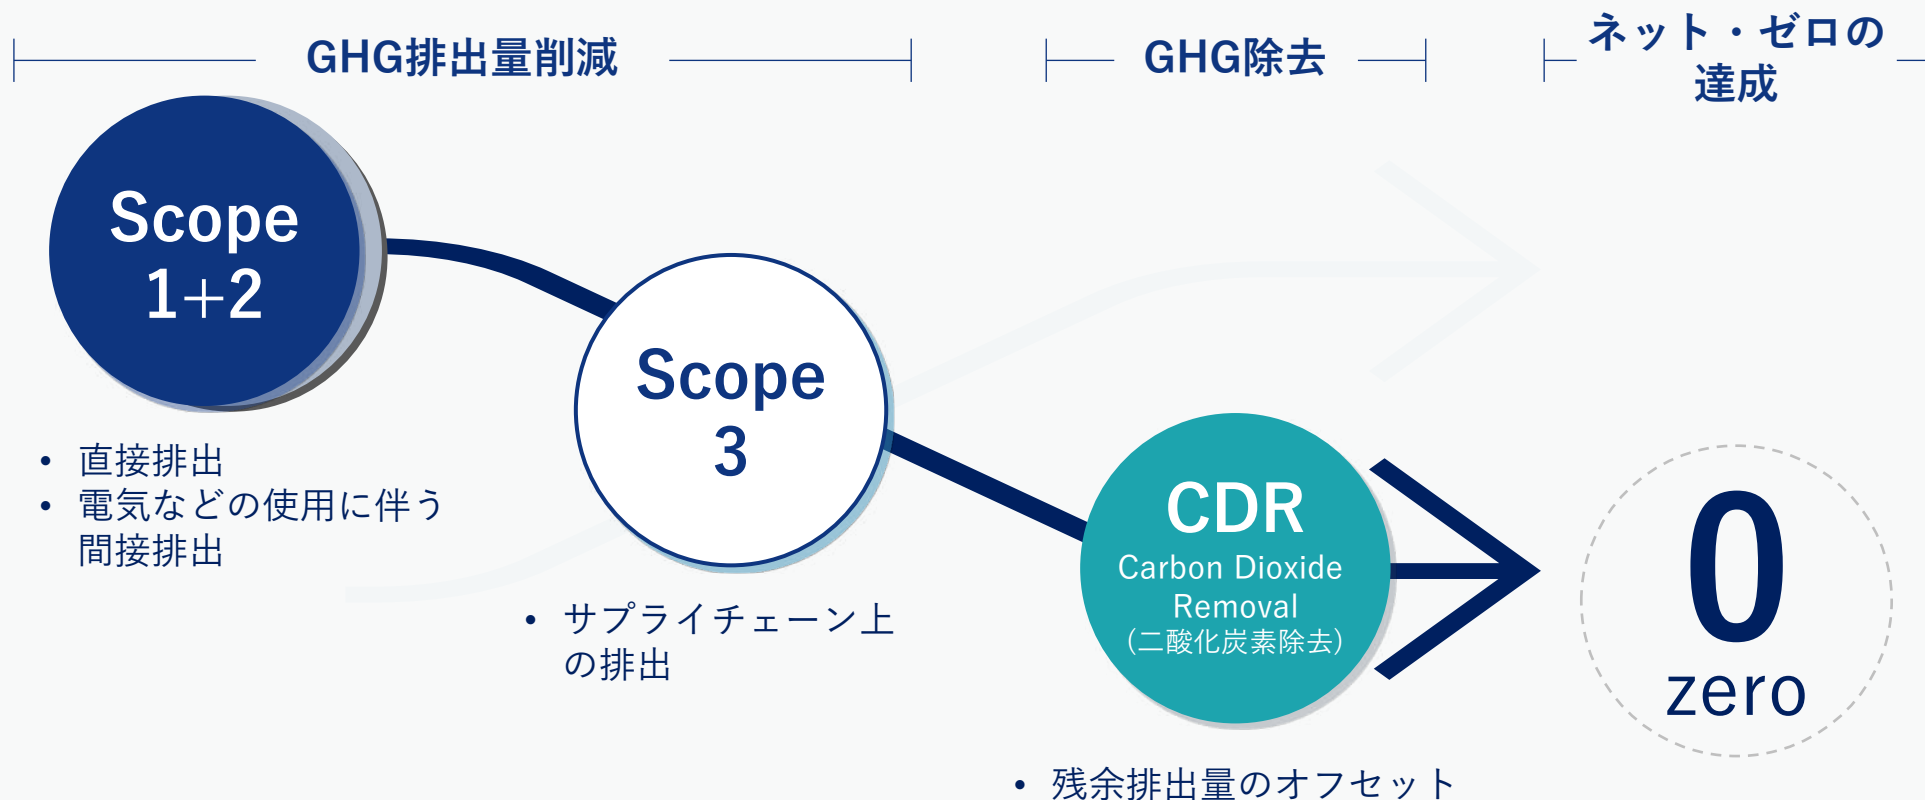 GHG排出量削減
GHG除去
ネット・ゼロの
達成
Scope
1+2
• 直接排出
• 電気などの使用に伴う
間接排出
Scope
3
• サプライチェーン上
の排出
CDR
Carbon Dioxide
Removal
（二酸化炭素除去）
• 残余排出量のオフセット
0
zero